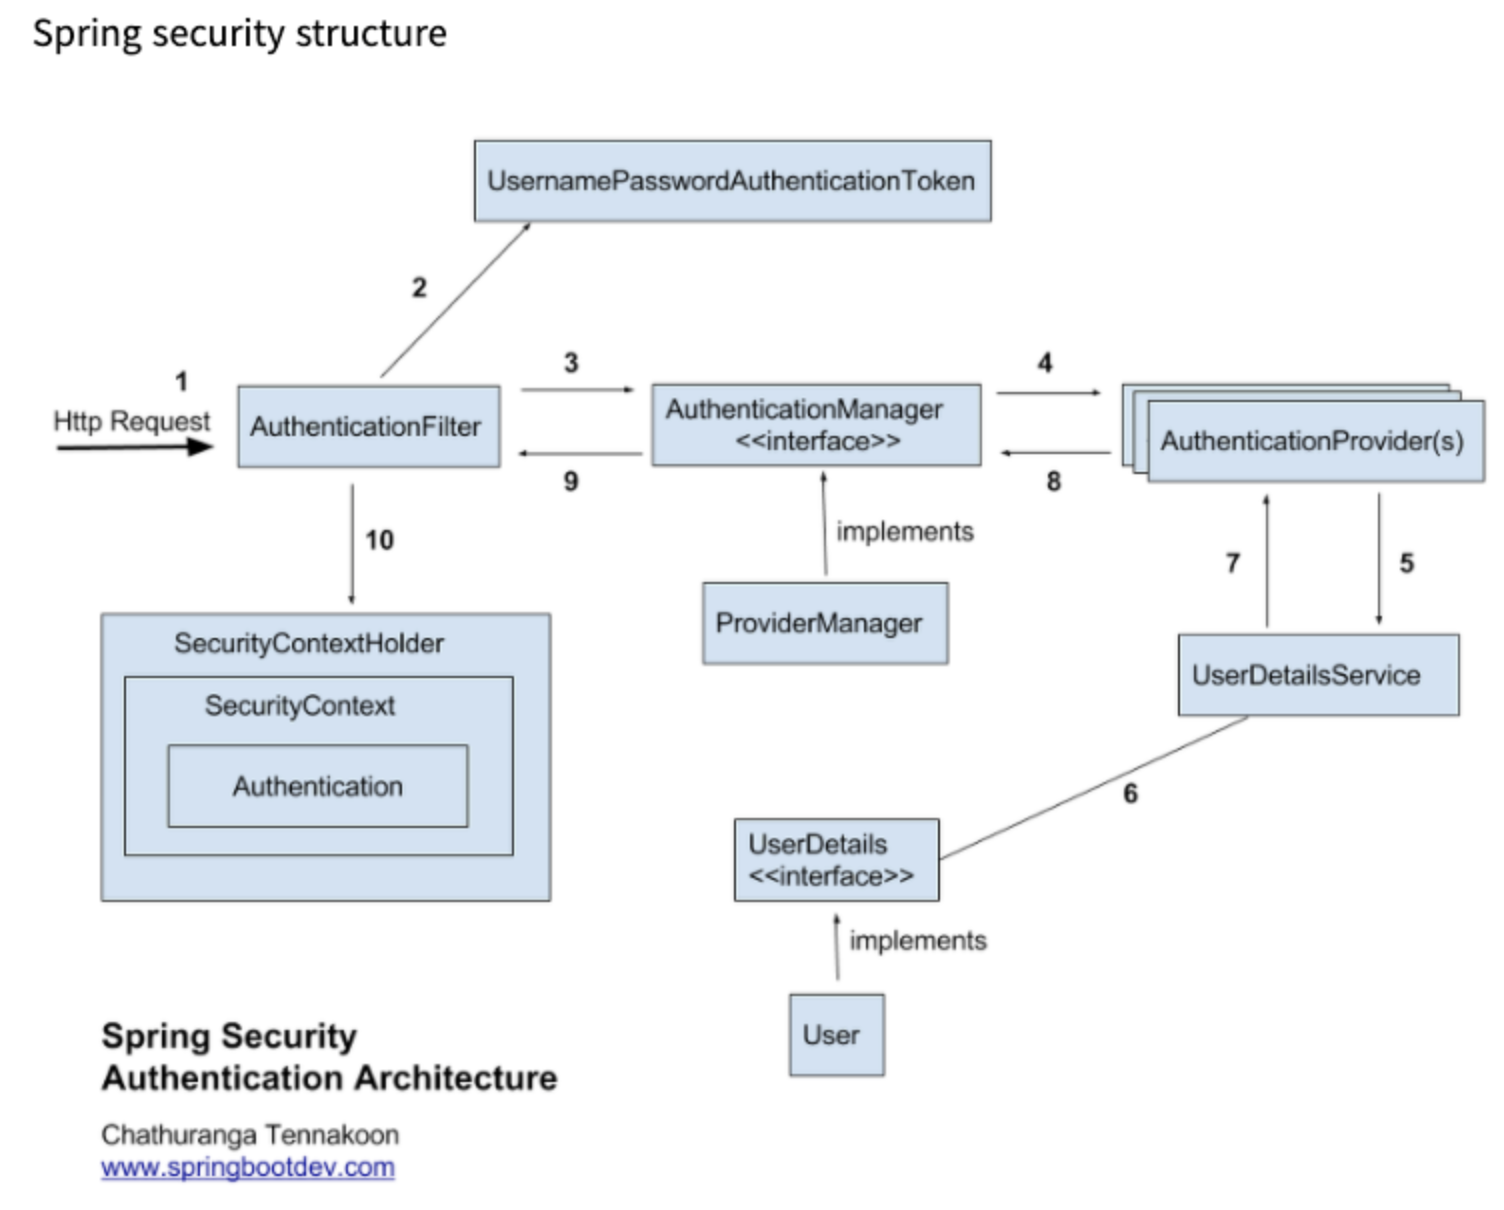 Spring security structure
UsernamePasswordAuthenticationToken
2
1
3
4
Http Request
AuthenticationFilter
AuthenticationManager
<<interface>>
AuthenticationProvider(s)
9
8
10
implements
7
5
ProviderManager
SecurityContextHolder
SecurityContext
Authentication
UserDetailsService
6
UserDetails
<<interface>>
implements
User
Spring Security
Authentication Architecture
Chathuranga Tennakoon
www.springbootdev.com